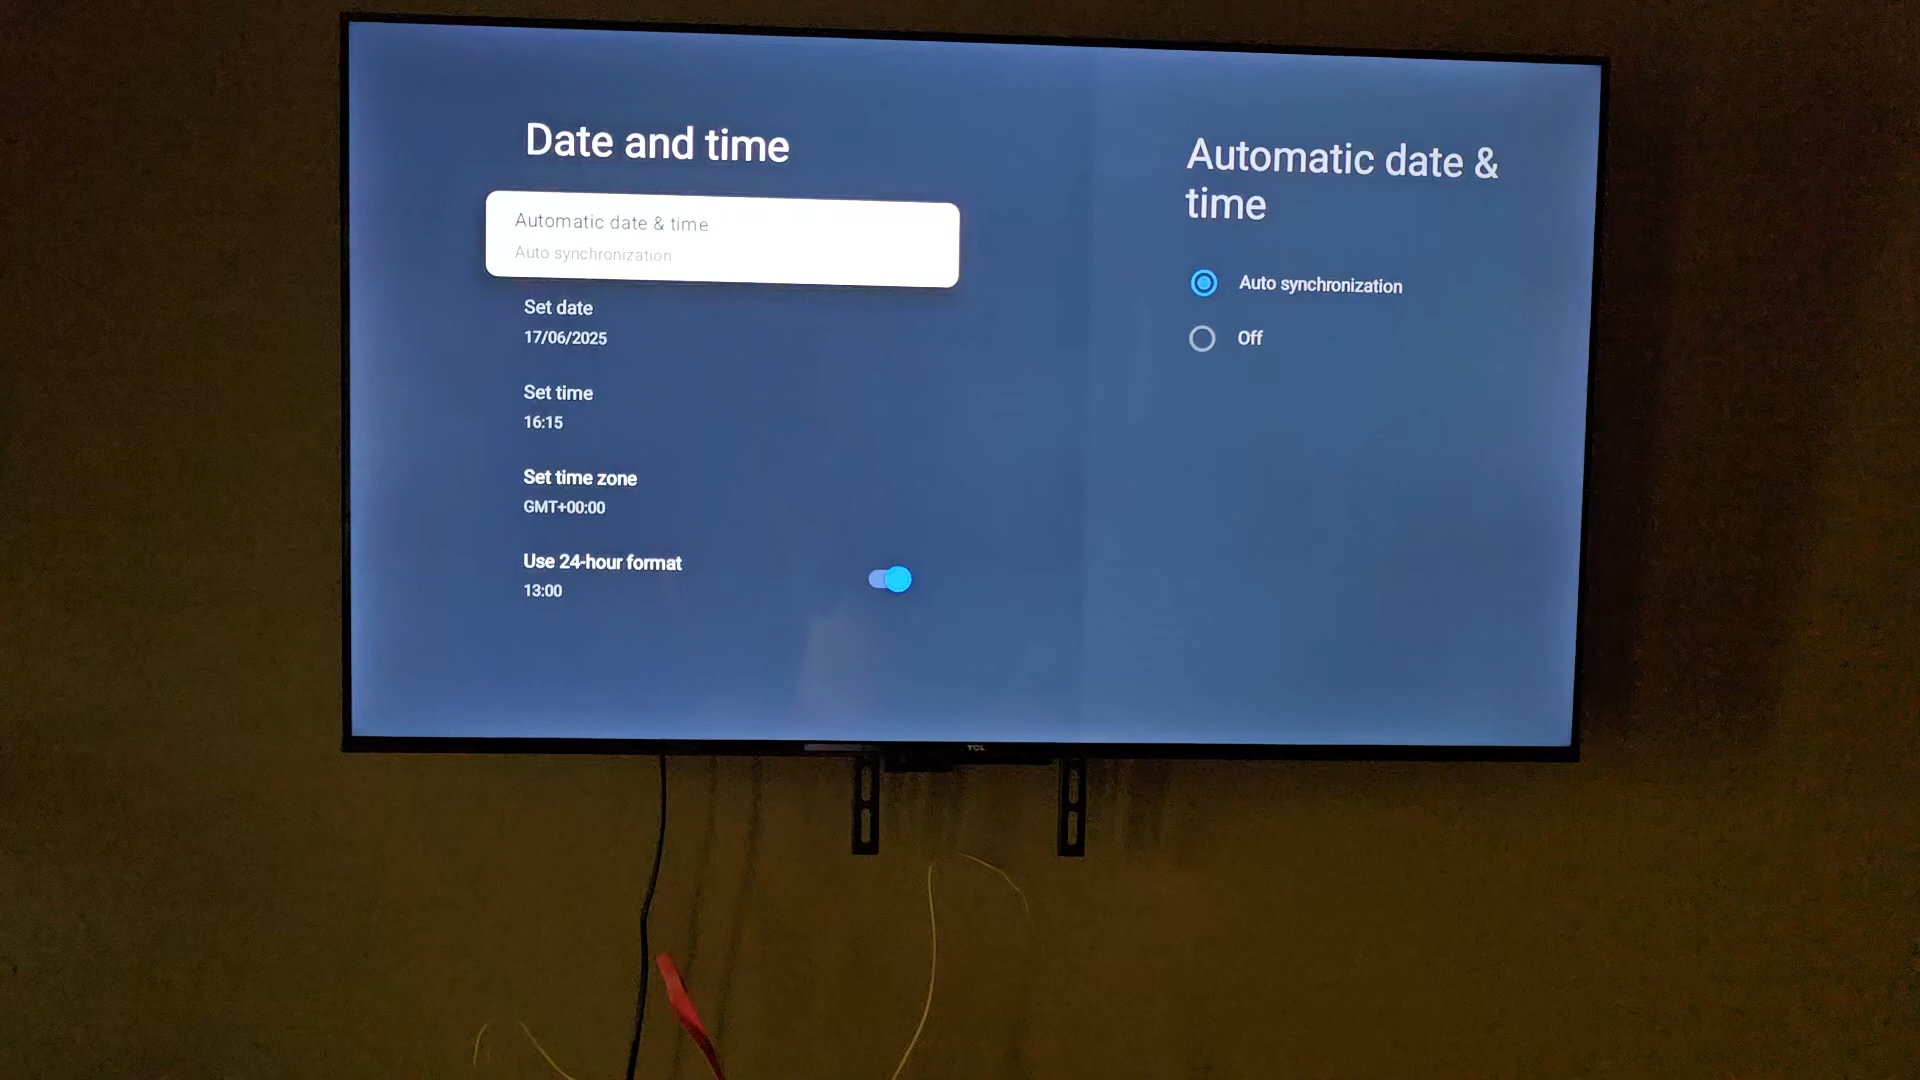 Date and time
Automatic date & time
Auto synchronization
Set date
17/06/2025
Set time
16:15
Set time zone
GMT+00:00
Use 24-hour format
13:00
Automatic date &
time
Auto synchronization
Off
TCL